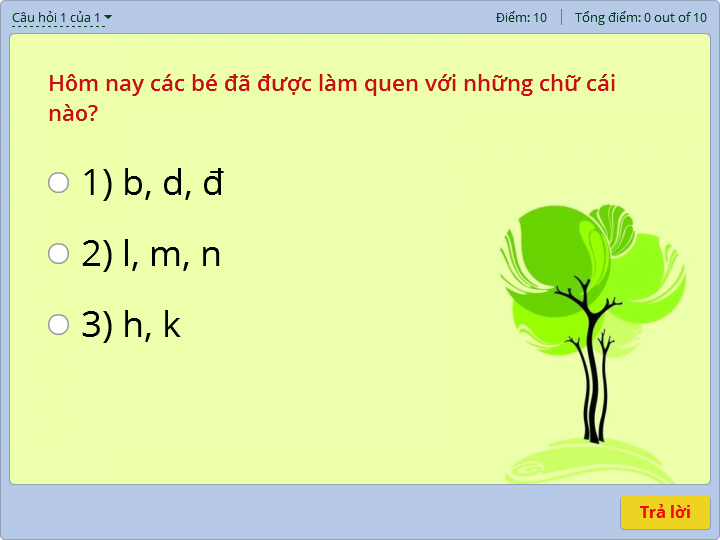 Câu hỏi 1 của 1
Điểm: 10
Tổng điểm: 0 out of 10
Hôm nay các bé đã được làm quen với những chữ cái
nào?
1) b, d, đ
2) l, m, n
3) h, k
Trả lời